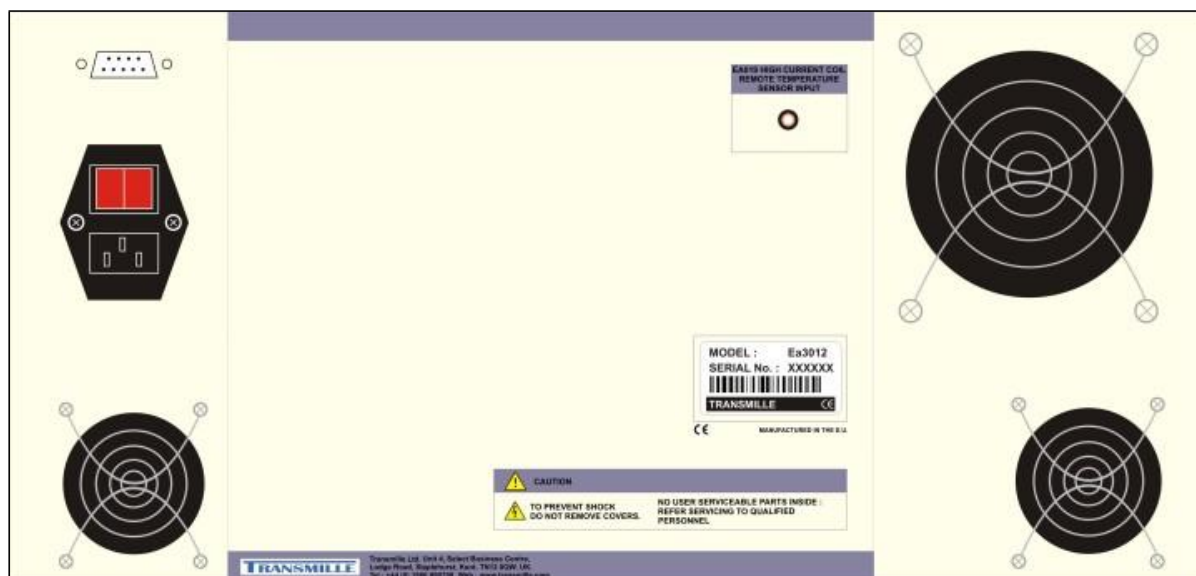 EA019 HIGH CURRENT COIL
REMOTE TEMPERATURE
SENSOR INPUT
MODEL : Ea3012
SERIAL No. : XXXXXX
TRANSMILLE CE
CE MANUFACTURED IN THE E.U.
CAUTION
TO PREVENT SHOCK
DO NOT REMOVE COVERS.
NO USER SERVICEABLE PARTS INSIDE :
REFER SERVICING TO QUALIFIED
PERSONNEL
TRANSMILLE
Transmille Ltd. Unit 4, Select Business Centre,
Lodge Road, Staplehurst, Kent, TN12 0QW. UK.